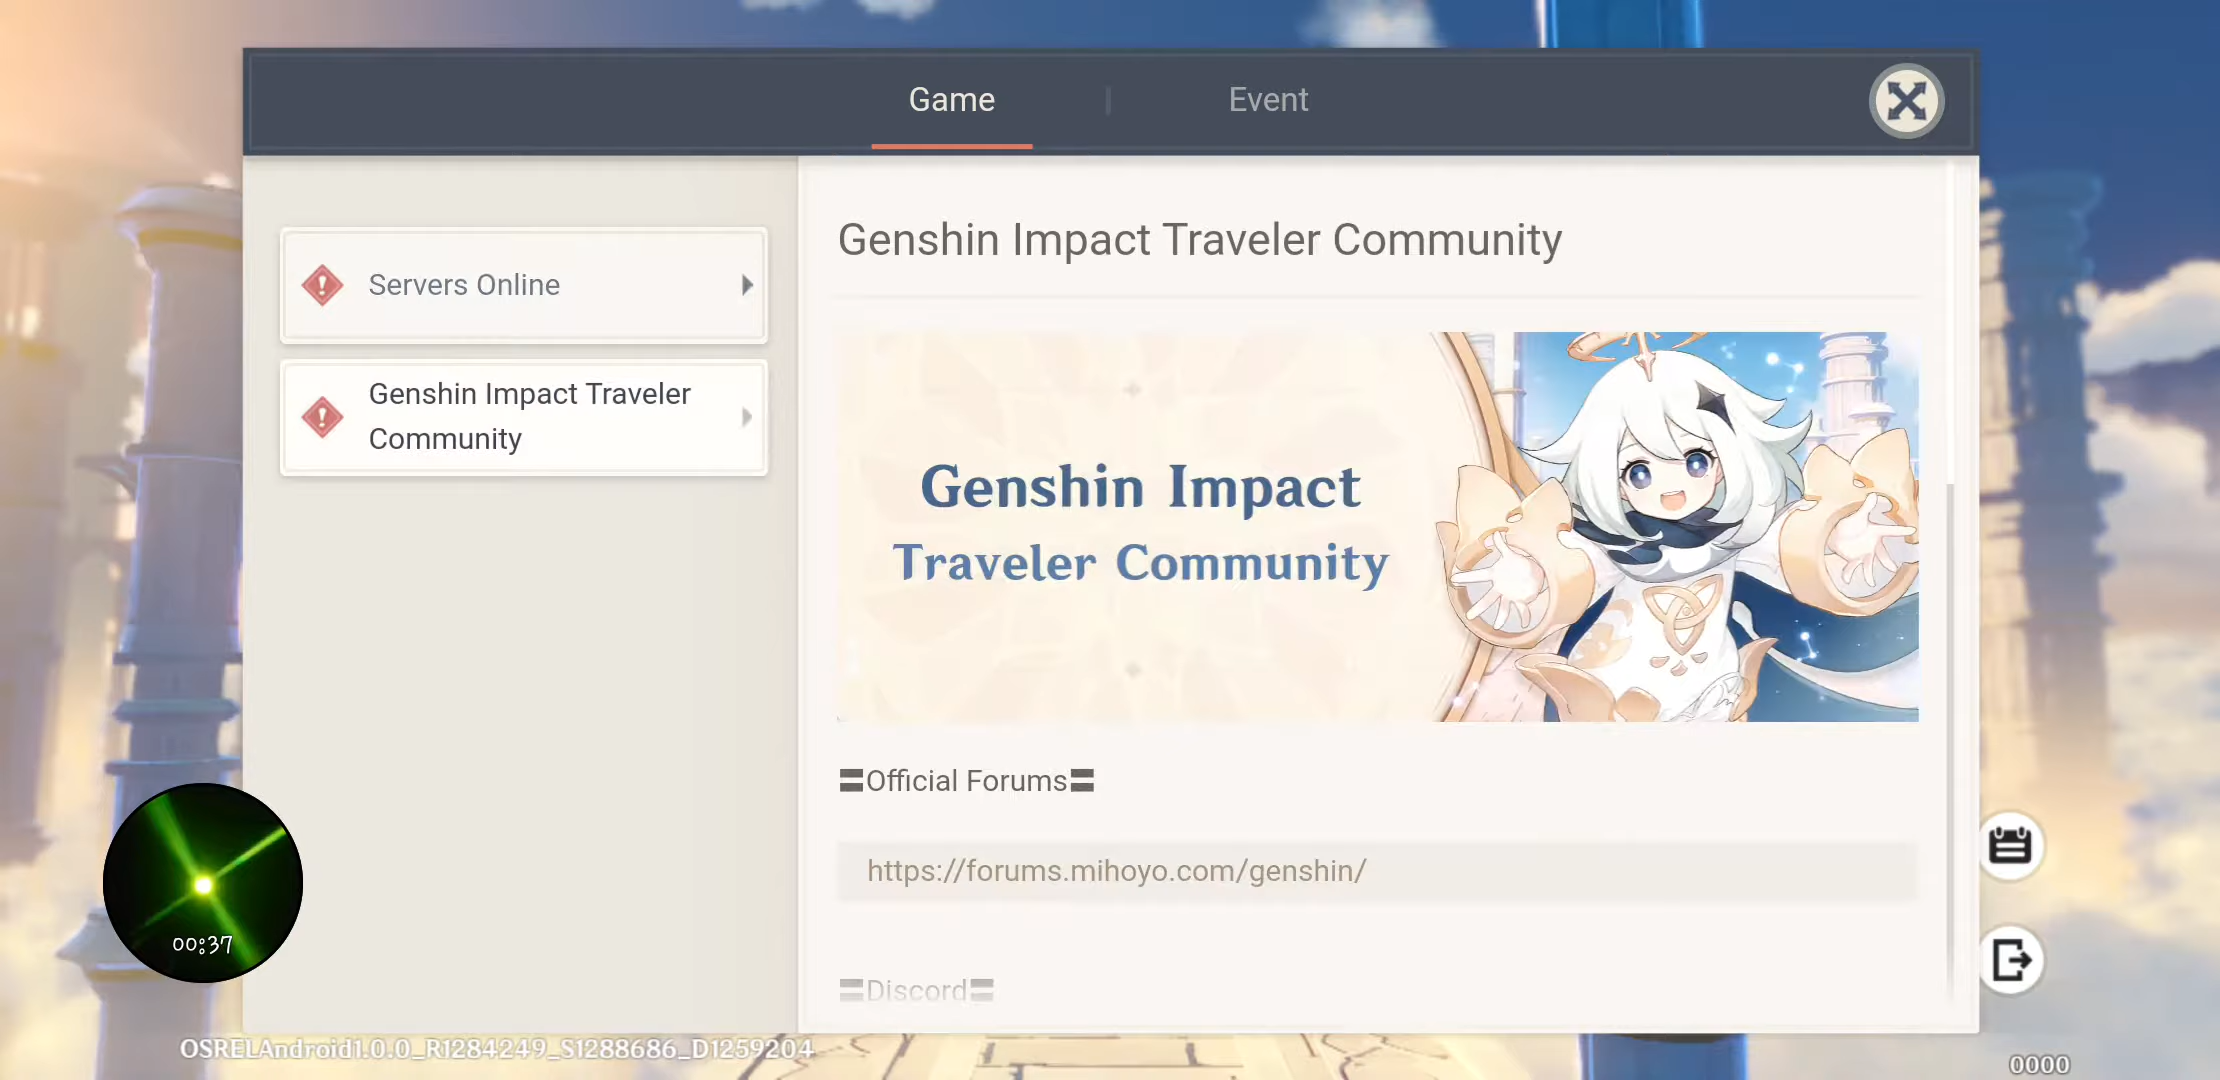 Game
Event
Servers Online
Genshin Impact Traveler
Community
Genshin Impact Traveler Community
Genshin Impact
Traveler Community
〓Official Forums〓
https://forums.mihoyo.com/genshin/
〓Discord〓
00:37
OSRELAndroid1.0.0_R1284249_S1288686_D1259204
0000